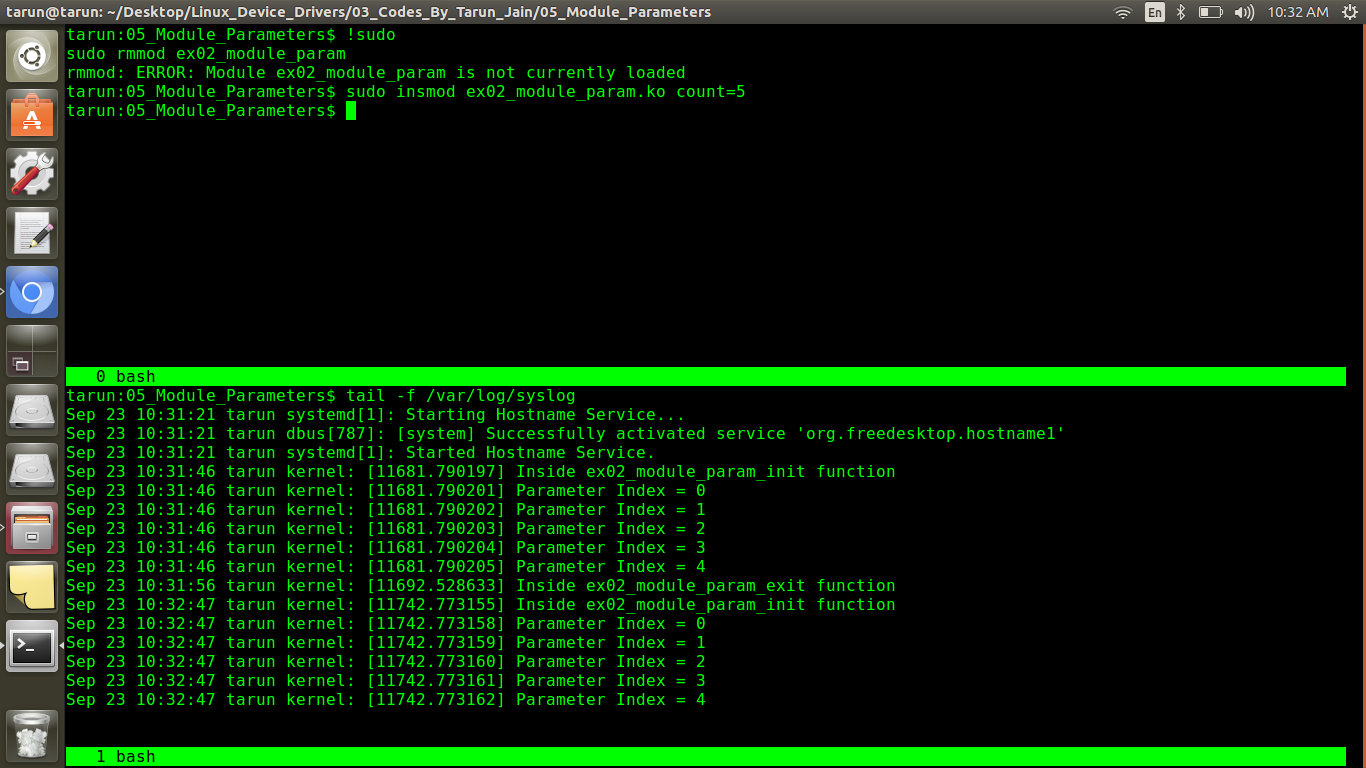 tarun@tarun: ~/Desktop/Linux_Device_Drivers/03_Codes_By_Tarun_Jain/05_Module_Parameters
En
10:32 AM
tarun:05_Module_Parameters$ !sudo
sudo rmmod ex02_module_param
rmmod: ERROR: Module ex02_module_param is not currently loaded
tarun:05_Module_Parameters$ sudo insmod ex02_module_param.ko count=5
tarun:05_Module_Parameters$
0 bash
tarun:05_Module_Parameters$ tail -f /var/log/syslog
Sep 23 10:31:21 tarun systemd[1]: Starting Hostname Service...
Sep 23 10:31:21 tarun dbus[787]: [system] Successfully activated service 'org.freedesktop.hostname1'
Sep 23 10:31:21 tarun systemd[1]: Started Hostname Service.
Sep 23 10:31:46 tarun kernel: [11681.790197] Inside ex02_module_param_init function
Sep 23 10:31:46 tarun kernel: [11681.790201] Parameter Index = 0
Sep 23 10:31:46 tarun kernel: [11681.790202] Parameter Index = 1
Sep 23 10:31:46 tarun kernel: [11681.790203] Parameter Index = 2
Sep 23 10:31:46 tarun kernel: [11681.790204] Parameter Index = 3
Sep 23 10:31:46 tarun kernel: [11681.790205] Parameter Index = 4
Sep 23 10:31:56 tarun kernel: [11692.528633] Inside ex02_module_param_exit function
Sep 23 10:32:47 tarun kernel: [11742.773155] Inside ex02_module_param_init function
Sep 23 10:32:47 tarun kernel: [11742.773158] Parameter Index = 0
Sep 23 10:32:47 tarun kernel: [11742.773159] Parameter Index = 1
Sep 23 10:32:47 tarun kernel: [11742.773160] Parameter Index = 2
Sep 23 10:32:47 tarun kernel: [11742.773161] Parameter Index = 3
Sep 23 10:32:47 tarun kernel: [11742.773162] Parameter Index = 4
1 bash